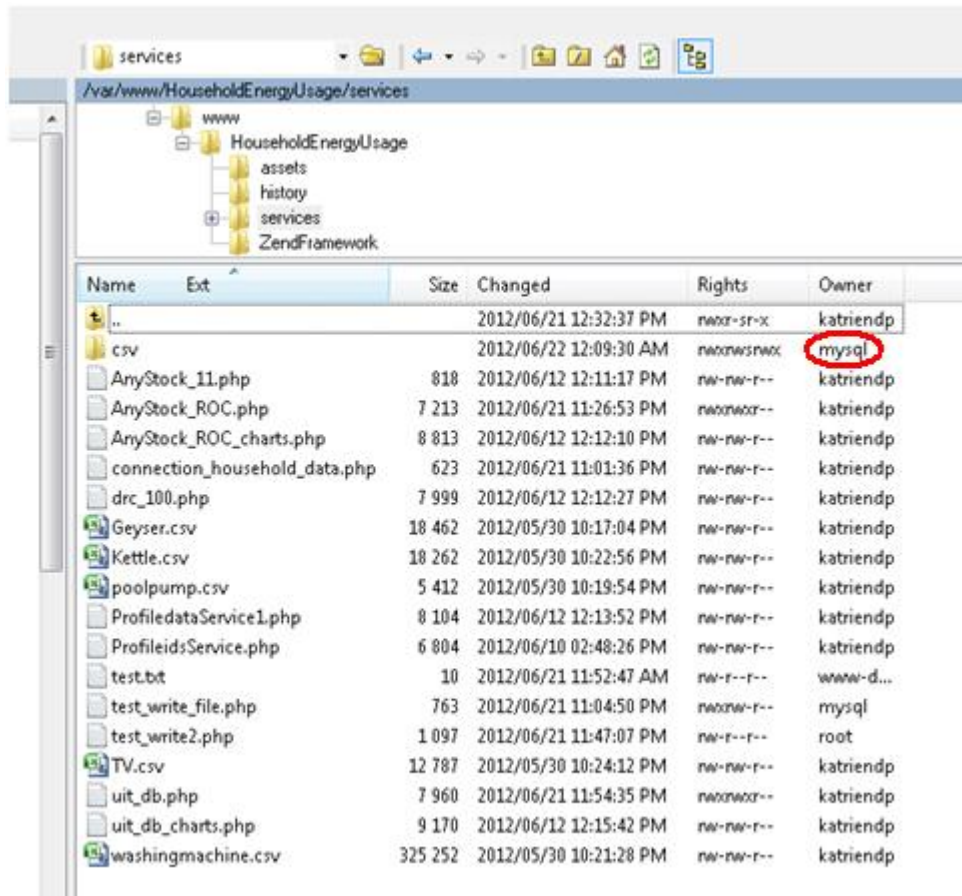 services
/var/www/HouseholdEnergyUsage/services
www
HouseholdEnergyUsage
assets
history
services
ZendFramework
Name Ext Size Changed Rights Owner
.. 2012/06/21 12:32:37 PM rwxr-sr-x katriendp
csv 2012/06/22 12:09:30 AM rwxrwsrwx mysql
AnyStock_11.php 818 2012/06/12 12:11:17 PM rw-rw-r-- katriendp
AnyStock_ROC.php 7 213 2012/06/21 11:26:53 PM rwxrwxr-- katriendp
AnyStock_ROC_charts.php 8 813 2012/06/12 12:12:10 PM rw-rw-r-- katriendp
connection_household_data.php 623 2012/06/21 11:01:36 PM rw-rw-r-- katriendp
drc_100.php 7 999 2012/06/12 12:12:27 PM rw-rw-r-- katriendp
Geyser.csv 18 462 2012/05/30 10:17:04 PM rw-rw-r-- katriendp
Kettle.csv 18 262 2012/05/30 10:22:56 PM rw-rw-r-- katriendp
poolpump.csv 5 412 2012/05/30 10:19:54 PM rw-rw-r-- katriendp
ProfiledataService1.php 8 104 2012/06/12 12:13:52 PM rw-rw-r-- katriendp
ProfileidsService.php 6 804 2012/06/10 02:48:26 PM rw-rw-r-- katriendp
test.txt 10 2012/06/21 11:52:47 AM rw-r--r-- www-d...
test_write_file.php 763 2012/06/21 11:04:50 PM rwxrw-r-- mysql
test_write2.php 1 097 2012/06/21 11:47:07 PM rw-r--r-- root
TV.csv 12 787 2012/05/30 10:24:12 PM rw-rw-r-- katriendp
uit_db.php 7 960 2012/06/21 11:54:35 PM rwxrwxr-- katriendp
uit_db_charts.php 9 170 2012/06/12 12:15:42 PM rw-rw-r-- katriendp
washingmachine.csv 325 252 2012/05/30 10:21:28 PM rw-rw-r-- katriendp